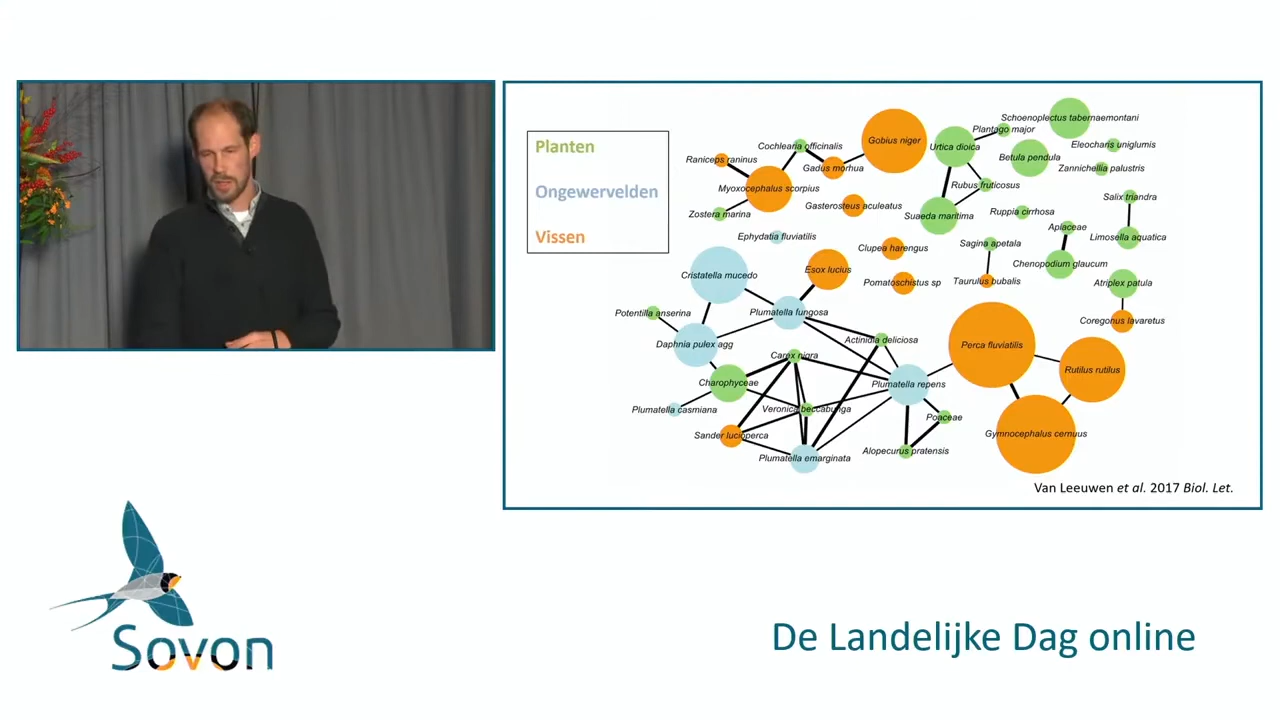 Planten
Ongewervelden
Vissen
Schoenoplectus tabernaemontani
Plantago major
Gobius niger
Cochlearia officinalis
Urtica dioica
Eleocharis uniglumis
Raniceps raninus
Betula pendula
Gadus morhua
Zannichellia palustris
Myoxocephalus scorpius
Rubus fruticosus
Salix triandra
Gasterosteus aculeatus
Zostera marina
Suaeda maritima
Ruppia cirrhosa
Apiaceae
Ephydatia fluviatilis
Limosella aquatica
Clupea harengus
Sagina apetala
Chenopodium glaucum
Cristatella mucedo
Esox lucius
Pomatoschistus sp
Taurulus bubalis
Atriplex patula
Potentilla anserina
Plumatella fungosa
Coregonus lavaretus
Daphnia pulex agg
Actinidia deliciosa
Perca fluviatilis
Carex nigra
Rutilus rutilus
Charophyceae
Plumatella repens
Plumatella casmiana
Veronica beccabunga
Poaceae
Sander lucioperca
Gymnocephalus cernuus
Plumatella emarginata
Alopecurus pratensis
Van Leeuwen et al. 2017 Biol. Let.
Sovon
De Landelijke Dag online